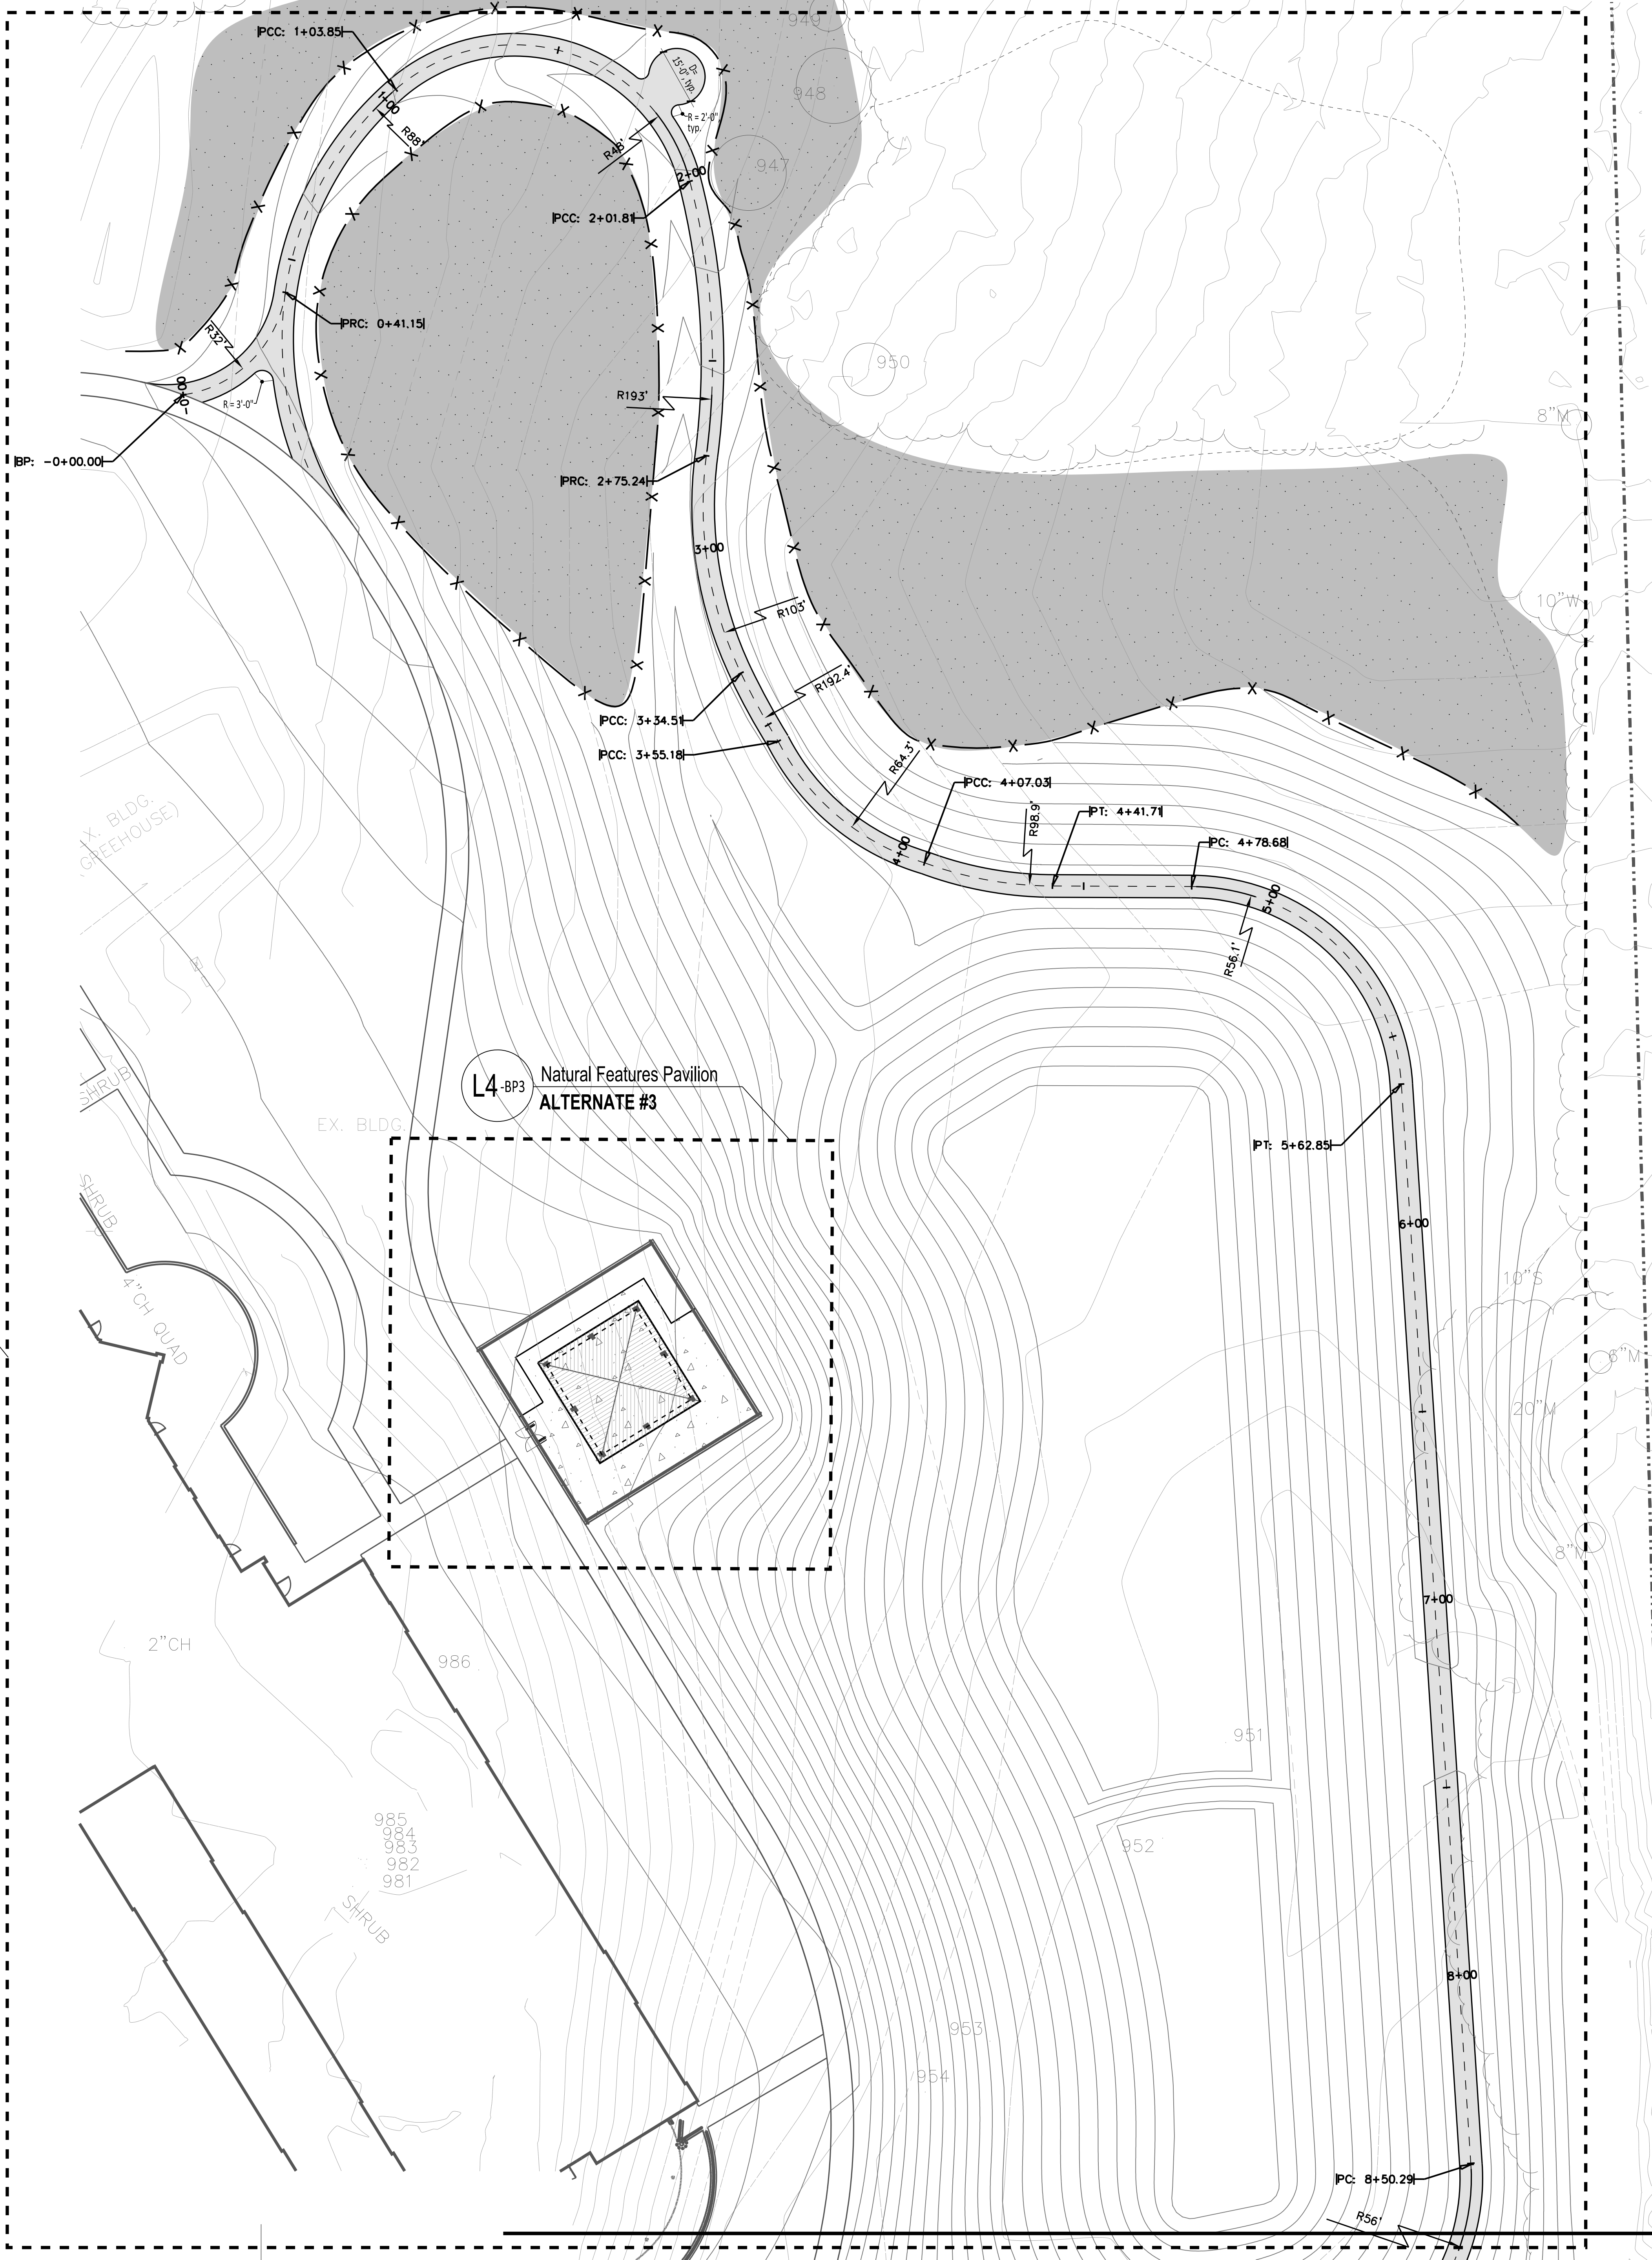 949
PCC: 1+03.85
D=
15'-0", typ.
948
1+00
R88'
R = 2'-0",
typ.
R48'
947
2+00
PCC: 2+01.81
PRC: 0+41.15
R32'
950
-0+00
R = 3'-0"
R193'
8"M
BP: -0+00.00
PRC: 2+75.24
3+00
10"W
R103'
R192.4'
PCC: 3+34.51
PCC: 3+55.18
R64.3'
PCC: 4+07.03
R98.9'
PT: 4+41.71
PC: 4+78.68
X. BLDG.
GREEHOUSE)
4+00
5+00
R56.1'
L4-BP3
Natural Features Pavilion
ALTERNATE #3
SHRUB
EX. BLDG.
PT: 5+62.85
SHRUB
6+00
4"CH QUAD
10"S
6"M
20"M
8"M
7+00
2"CH
986
951
985
984
983
982
981
952
SHRUB
8+00
953
954
PC: 8+50.29
R56'